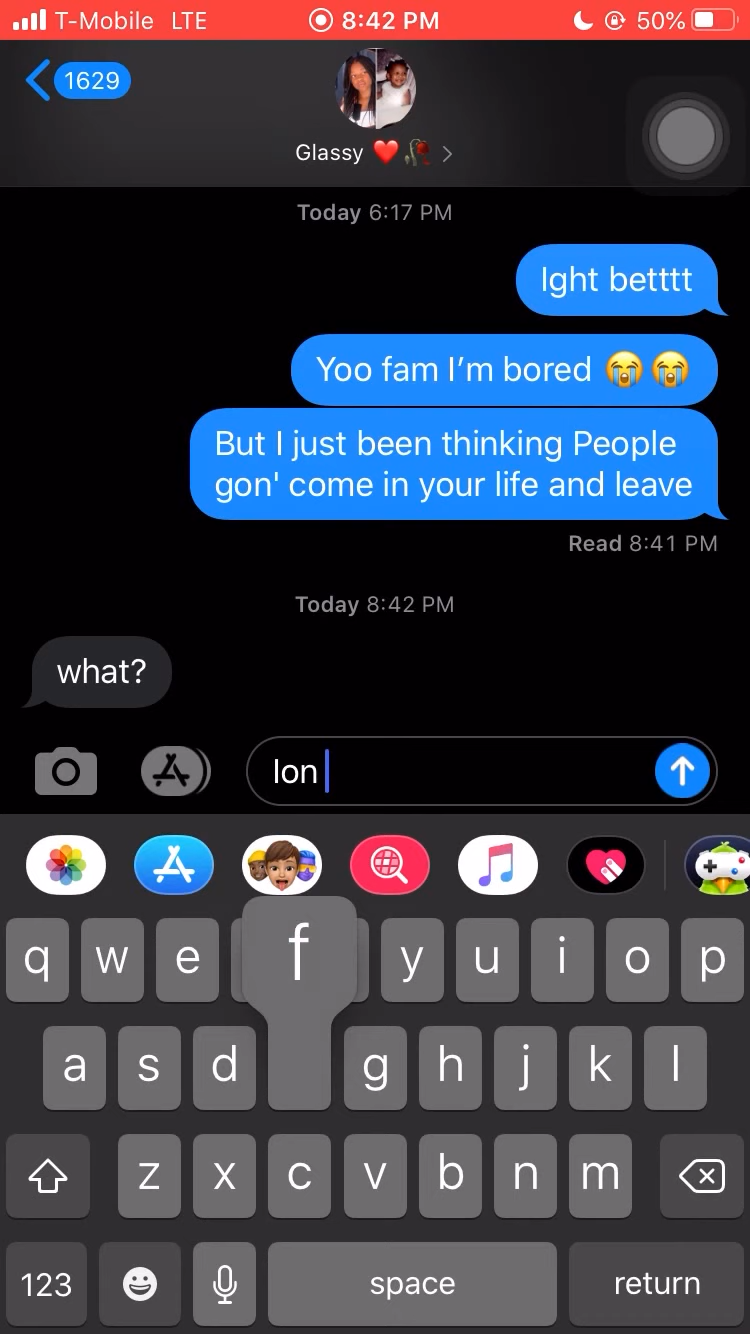 T-Mobile LTE 8:42 PM 50%
1629
Glassy ❤️🥀
Today 6:17 PM
Ight betttt
Yoo fam I’m bored 😭😭
But I just been thinking People
gon' come in your life and leave
Read 8:41 PM
Today 8:42 PM
what?
lon
q w e f y u i o p
a s d g h j k l
z x c v b n m
123 space return